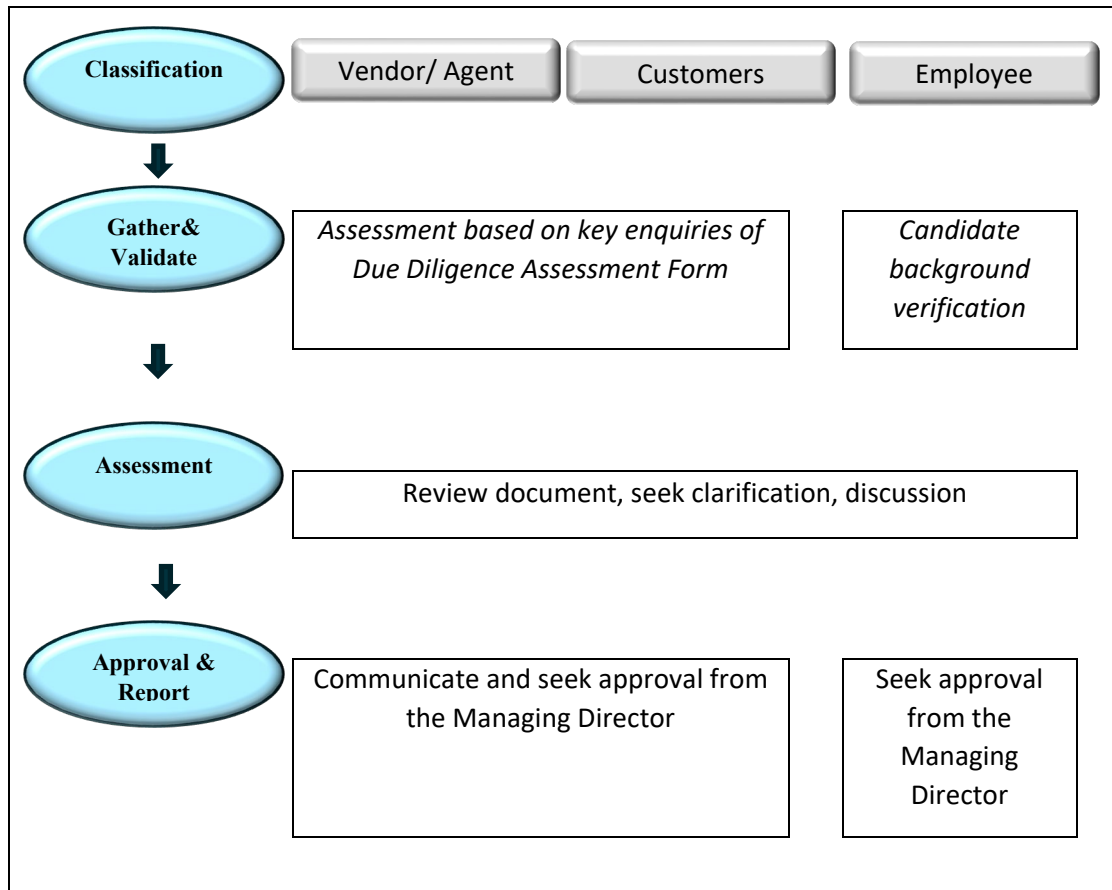 Classification
Vendor/ Agent
Customers
Employee
Gather&
Validate
Assessment based on key enquiries of
Due Diligence Assessment Form
Candidate
background
verification
Assessment
Review document, seek clarification, discussion
Approval &
Report
Communicate and seek approval from
the Managing Director
Seek approval
from the
Managing
Director